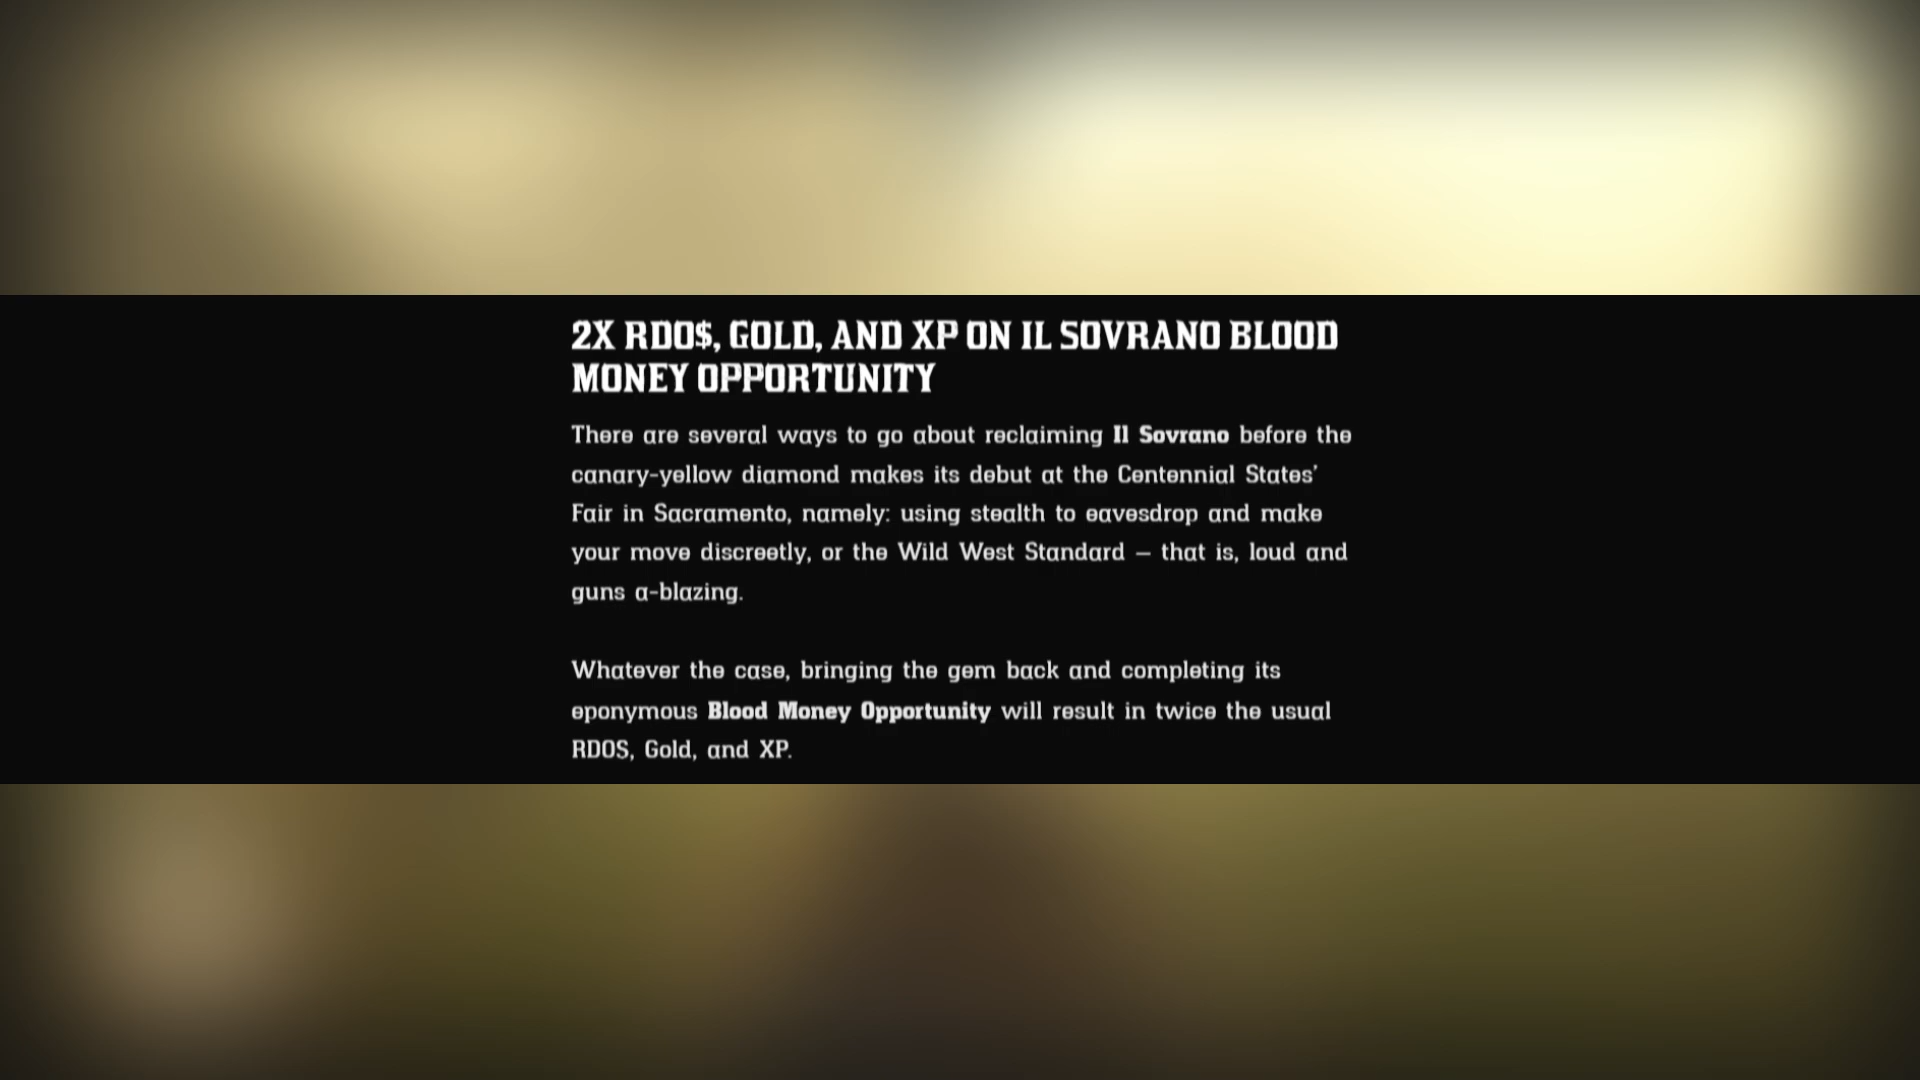 2X RDO$, GOLD, AND XP ON IL SOVRANO BLOOD
MONEY OPPORTUNITY
There are several ways to go about reclaiming Il Sovrano before the
canary-yellow diamond makes its debut at the Centennial States’
Fair in Sacramento, namely: using stealth to eavesdrop and make
your move discreetly, or the Wild West Standard – that is, loud and
guns a-blazing.
Whatever the case, bringing the gem back and completing its
eponymous Blood Money Opportunity will result in twice the usual
RDOS, Gold, and XP.